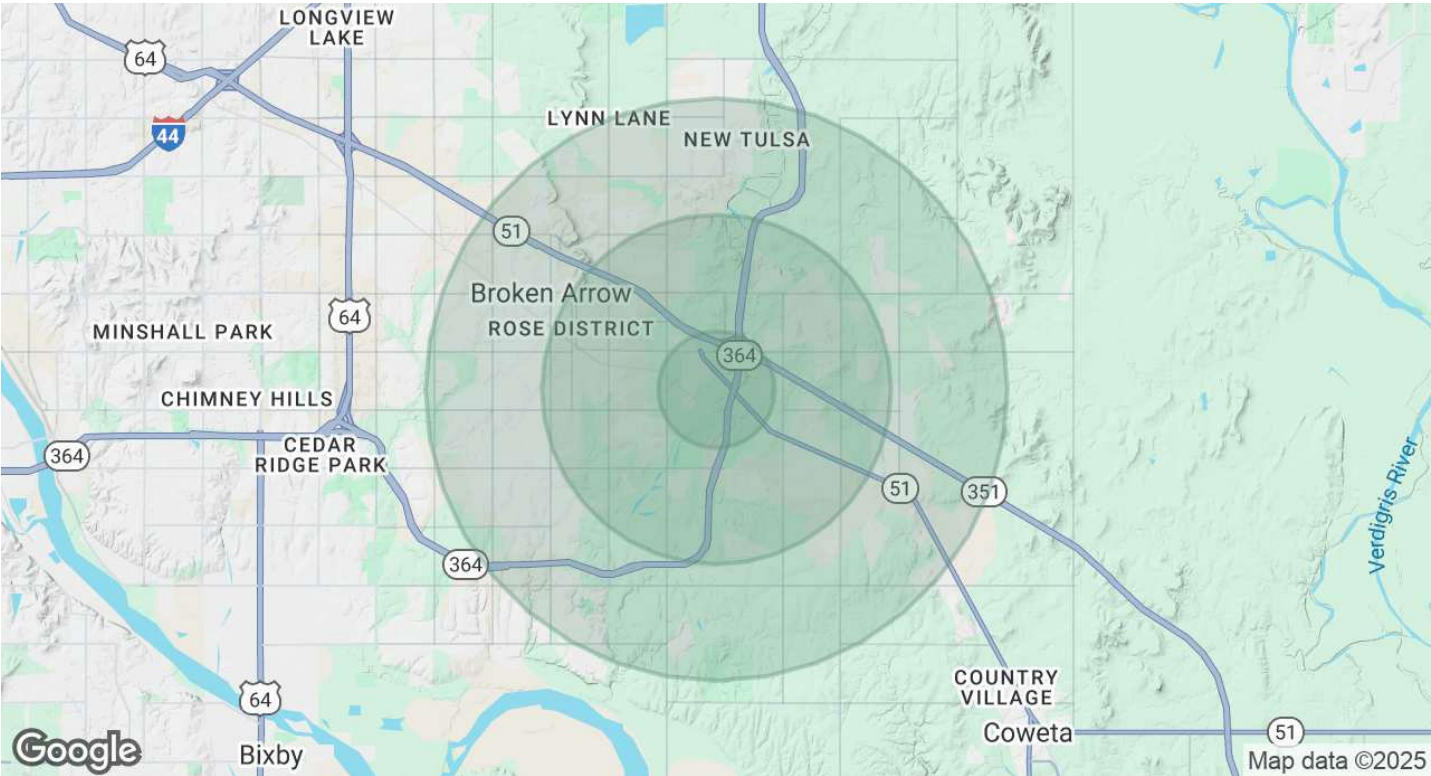 LONGVIEW
LAKE
64
44
LYNN LANE
NEW TULSA
51
Broken Arrow
ROSE DISTRICT
64
MINSHALL PARK
364
CHIMNEY HILLS
CEDAR
RIDGE PARK
364
51
351
Verdigris River
364
COUNTRY
VILLAGE
64
Coweta
51
Bixby
Google
Map data ©2025